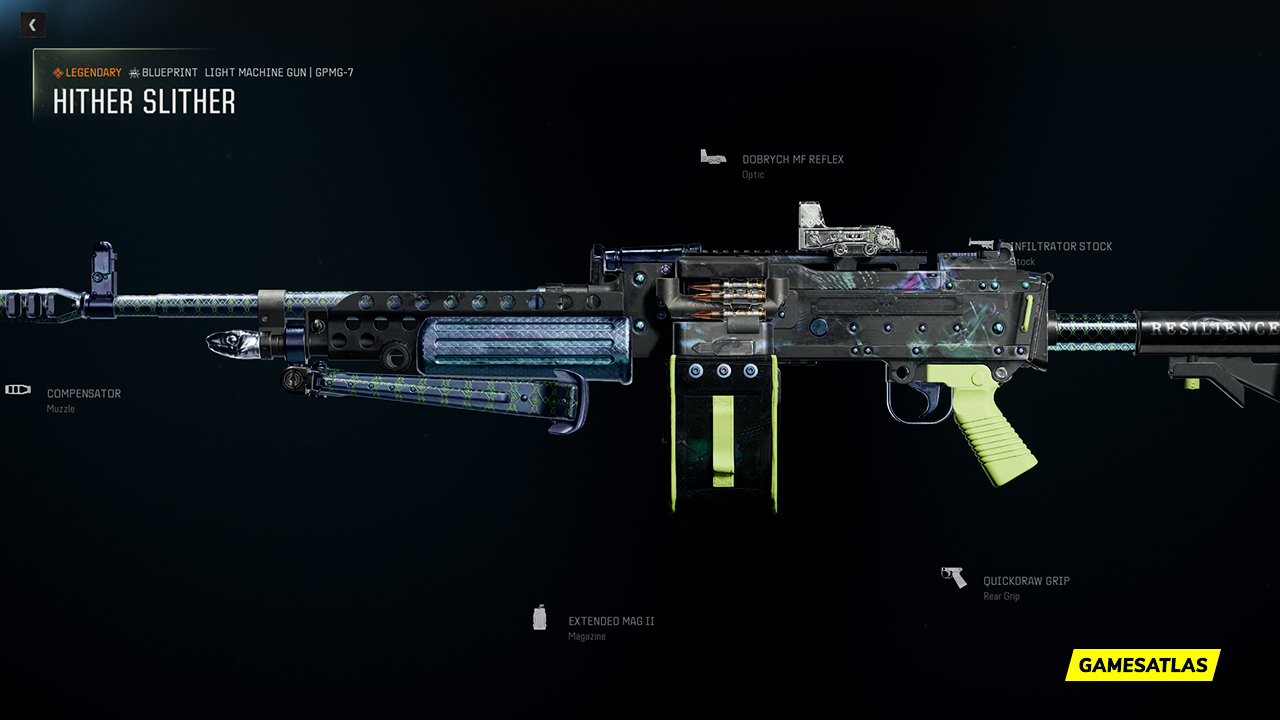 LEGENDARY BLUEPRINT LIGHT MACHINE GUN | GPMG-7
HITHER SLITHER
DOBRYCH MF REFLEX
Optic
INFILTRATOR STOCK
Stock
RESILIENCE
COMPENSATOR
Muzzle
QUICKDRAW GRIP
Rear Grip
EXTENDED MAG II
Magazine
GAMESATLAS